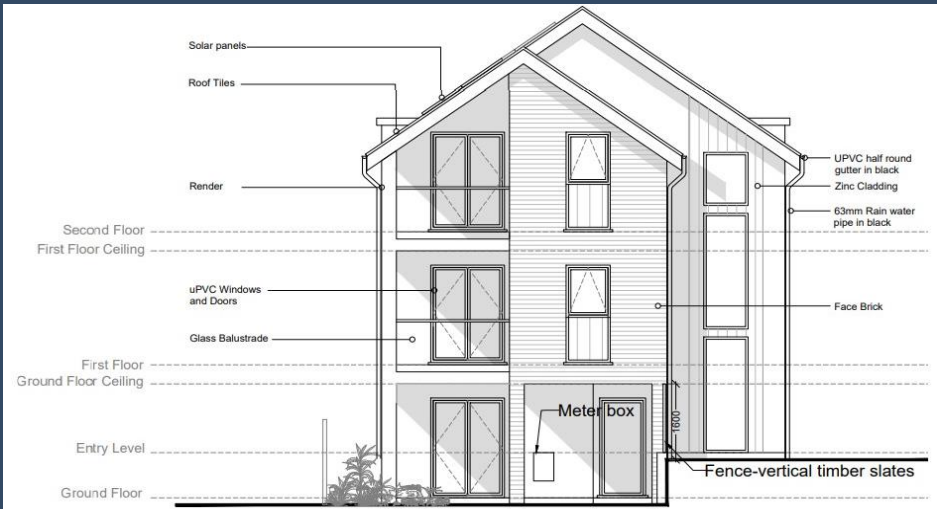 Solar panels
Roof Tiles
Render
Second Floor
First Floor Ceiling
uPVC Windows
and Doors
Glass Balustrade
First Floor
Ground Floor Ceiling
Entry Level
Ground Floor
Meter box
1600
Fence-vertical timber slates
UPVC half round
gutter in black
Zinc Cladding
63mm Rain water
pipe in black
Face Brick